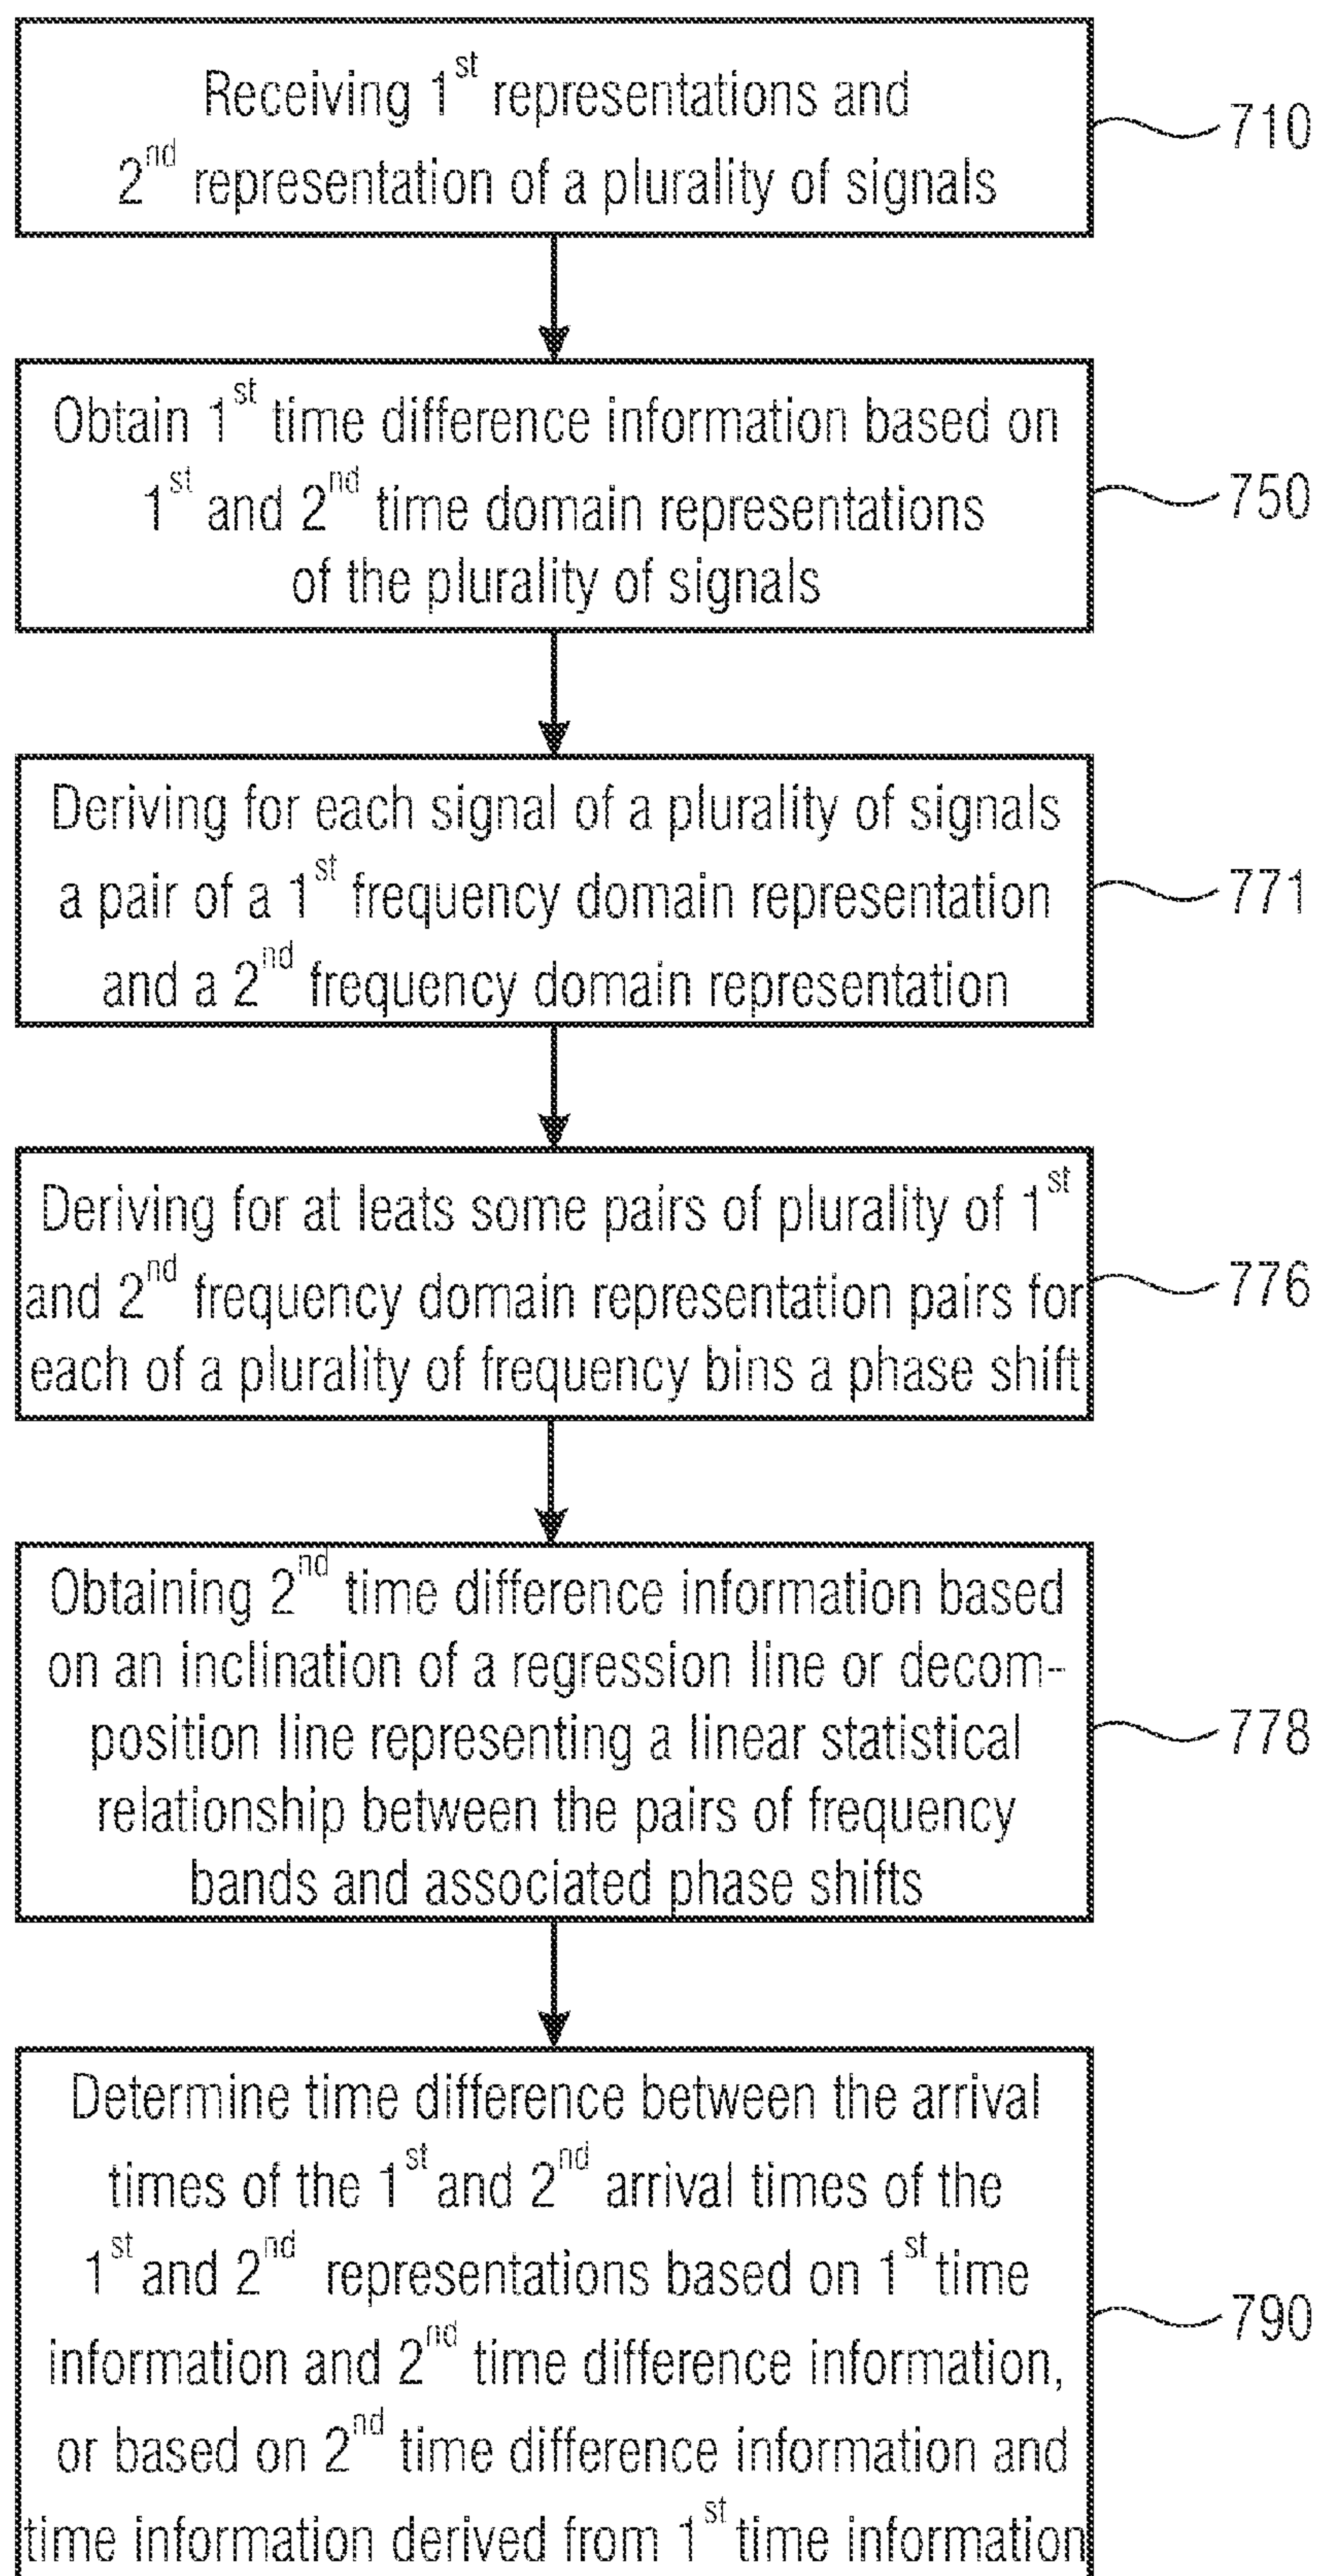 Receiving 1st representations and
2nd representation of a plurality of signals
710
Obtain 1st time difference information based on
1st and 2nd time domain representations
of the plurality of signals
750
Deriving for each signal of a plurality of signals
a pair of a 1st frequency domain representation
and a 2nd frequency domain representation
771
Deriving for at leats some pairs of plurality of 1st
and 2nd frequency domain representation pairs for
each of a plurality of frequency bins a phase shift
776
Obtaining 2nd time difference information based
on an inclination of a regression line or decom-
position line representing a linear statistical
relationship between the pairs of frequency
bands and associated phase shifts
778
Determine time difference between the arrival
times of the 1st and 2nd arrival times of the
1st and 2nd representations based on 1st time
information and 2nd time difference information,
or based on 2nd time difference information and
time information derived from 1st time information
790